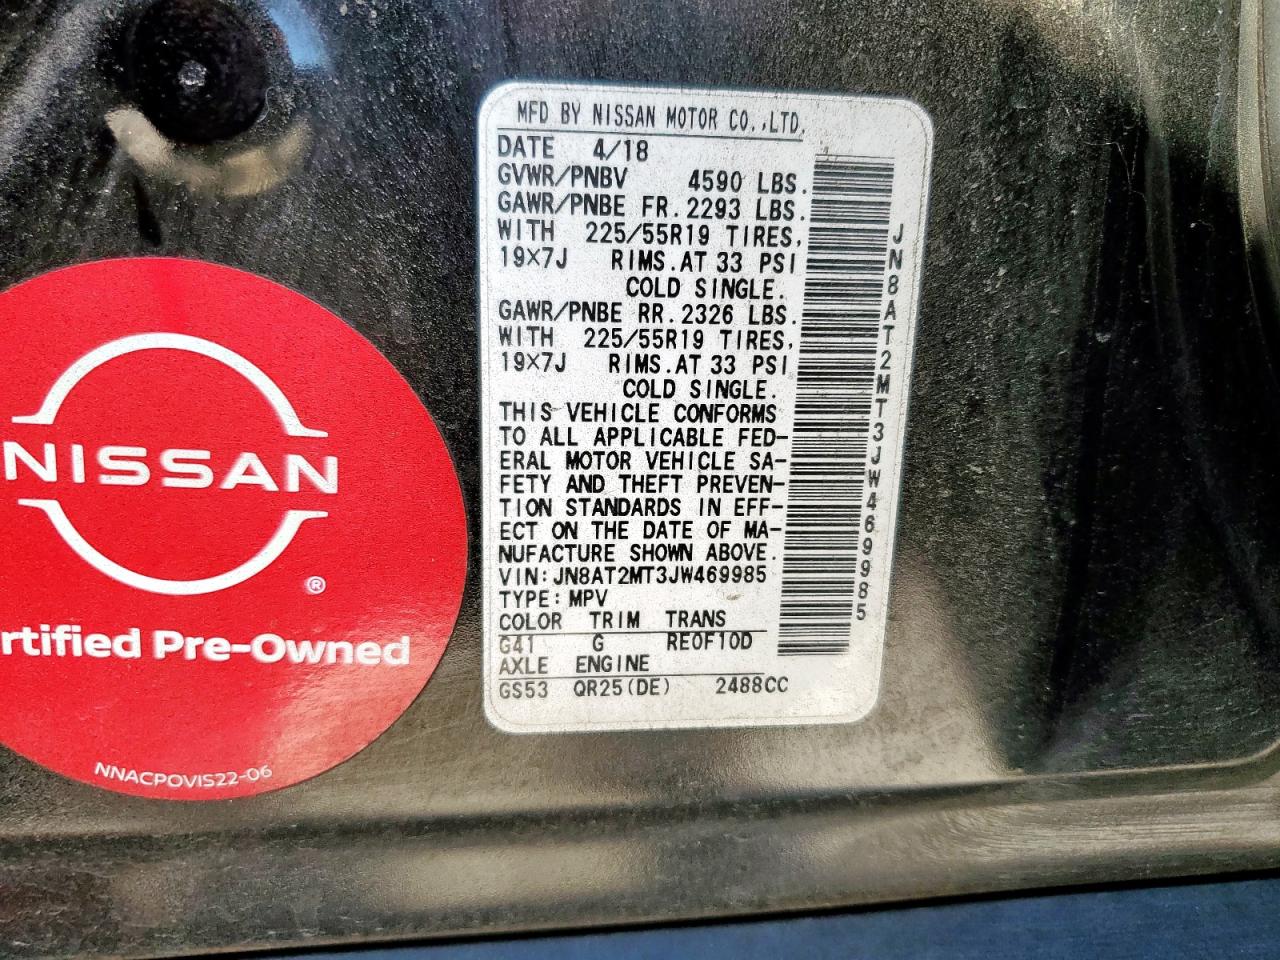 MFD BY NISSAN MOTOR CO.,LTD.
DATE 4/18
GVWR/PNBV 4590 LBS.
GAWR/PNBE FR. 2293 LBS.
WITH 225/55R19 TIRES,
19×7J RIMS.AT 33 PSI
COLD SINGLE.
GAWR/PNBE RR. 2326 LBS.
WITH 225/55R19 TIRES,
19×7J RIMS.AT 33 PSI
COLD SINGLE.
THIS VEHICLE CONFORMS
TO ALL APPLICABLE FED-
ERAL MOTOR VEHICLE SA-
FETY AND THEFT PREVEN-
TION STANDARDS IN EFF-
ECT ON THE DATE OF MA-
NUFACTURE SHOWN ABOVE.
VIN: JN8AT2MT3JW469985
TYPE: MPV
COLOR TRIM TRANS
G41 G RE0F10D
AXLE ENGINE
GS53 QR25(DE) 2488CC
JN8AT2MT3JW469985
NISSAN
®
rtified Pre-Owned
NNACPOVIS22-06